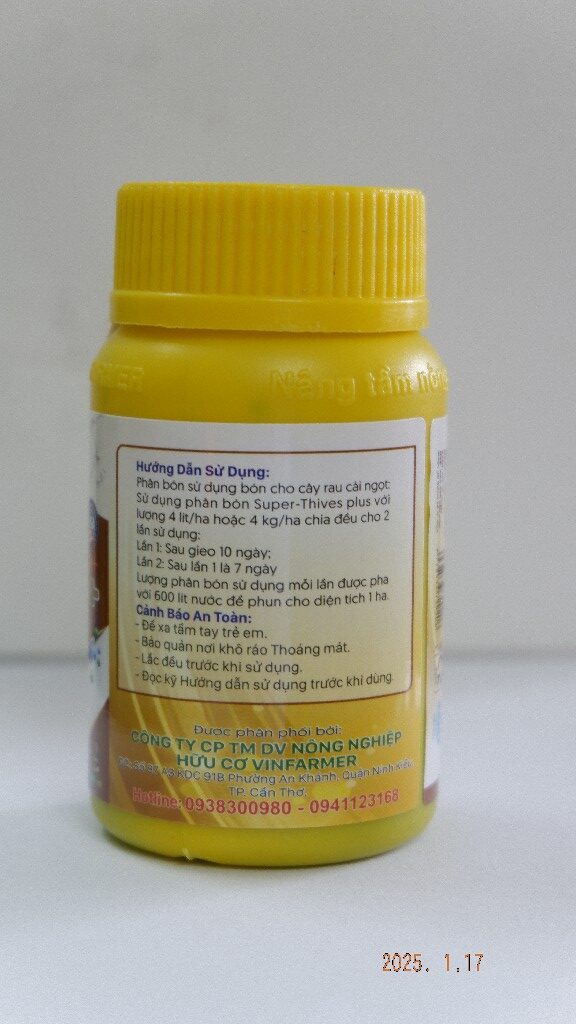 Nâng tầm
Hướng Dẫn Sử Dụng:
Phân bón sử dụng bón cho cây rau cải ngọt:
Sử dụng phân bón Super-Thives plus với
lượng 4 lít/ha hoặc 4 kg/ha chia đều cho 2
lần sử dụng:
Lần 1: Sau gieo 10 ngày;
Lần 2: Sau lần 1 là 7 ngày
Lượng phân bón sử dụng mỗi lần được pha
với 600 lít nước để phun cho diện tích 1 ha.
Cảnh Báo An Toàn:
- Để xa tầm tay trẻ em.
- Bảo quản nơi khô ráo Thoáng mát.
- Lắc đều trước khi sử dụng.
- Đọc kỹ Hướng dẫn sử dụng trước khi dùng.
Được phân phối bởi:
CÔNG TY CP TM DV NÔNG NGHIỆP
HỮU CƠ VINFARMER
Số 97, A3 KDC 91B Phường An Khánh, Quận Ninh Kiều,
TP. Cần Thơ.
Hotline: 0938300980 - 0941123168
2025. 1.17